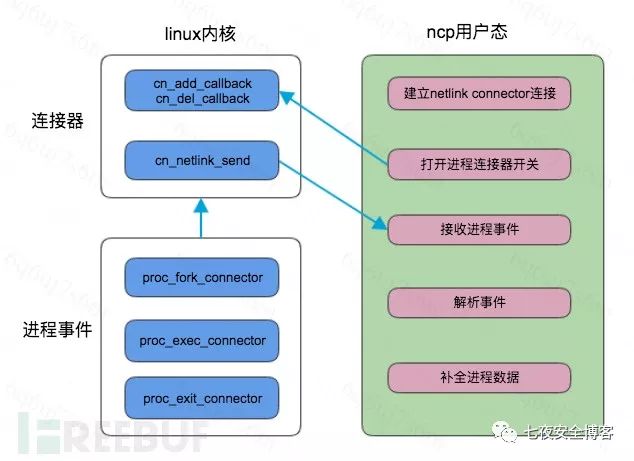 linux内核
ncp用户态
连接器
cn_add_callback
cn_del_callback
cn_netlink_send
进程事件
proc_fork_connector
proc_exec_connector
proc_exit_connector
建立netlink connector连接
打开进程连接器开关
接收进程事件
解析事件
补全进程数据
FREEBUF
七夜安全博客